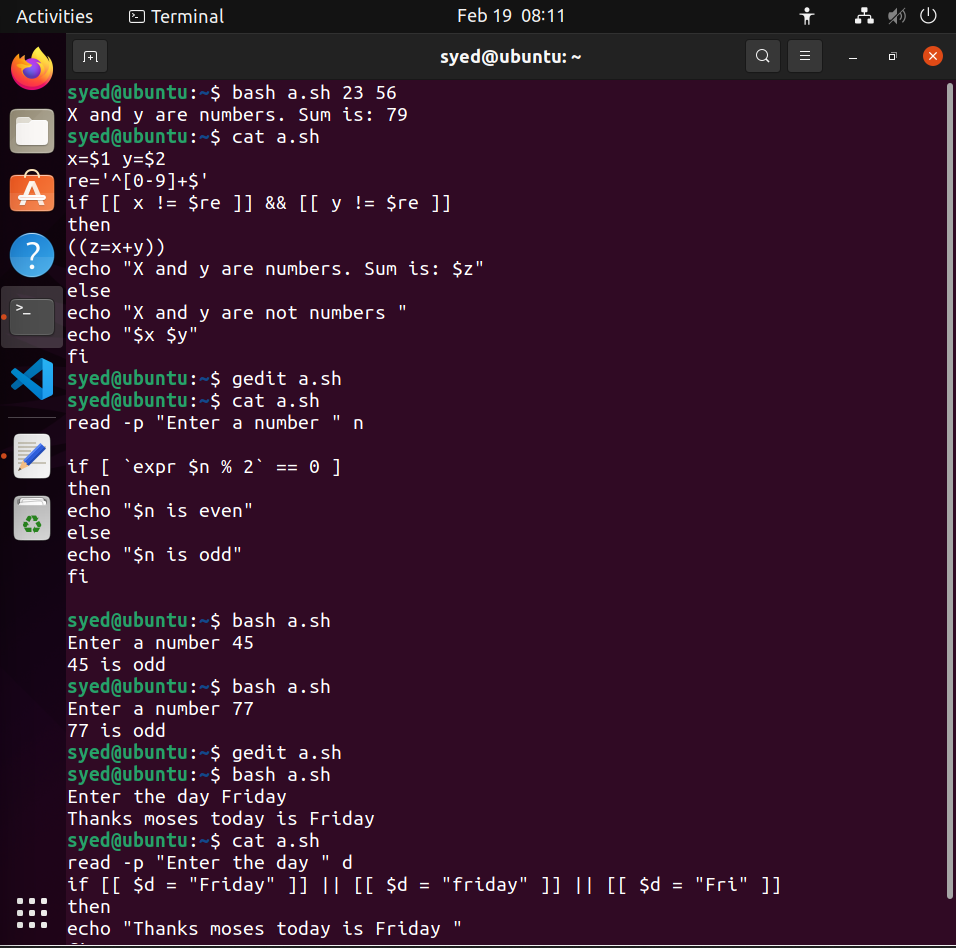 Activities Terminal Feb 19 08:11
syed@ubuntu: ~
syed@ubuntu:~$ bash a.sh 23 56
X and y are numbers. Sum is: 79
syed@ubuntu:~$ cat a.sh
x=$1 y=$2
re='^[0-9]+$'
if [[ x != $re ]] && [[ y != $re ]]
then
((z=x+y))
echo "X and y are numbers. Sum is: $z"
else
echo "X and y are not numbers "
echo "$x $y"
fi
syed@ubuntu:~$ gedit a.sh
syed@ubuntu:~$ cat a.sh
read -p "Enter a number " n
if [ `expr $n % 2` == 0 ]
then
echo "$n is even"
else
echo "$n is odd"
fi
syed@ubuntu:~$ bash a.sh
Enter a number 45
45 is odd
syed@ubuntu:~$ bash a.sh
Enter a number 77
77 is odd
syed@ubuntu:~$ gedit a.sh
syed@ubuntu:~$ bash a.sh
Enter the day Friday
Thanks moses today is Friday
syed@ubuntu:~$ cat a.sh
read -p "Enter the day " d
if [[ $d = "Friday" ]] || [[ $d = "friday" ]] || [[ $d = "Fri" ]]
then
echo "Thanks moses today is Friday "